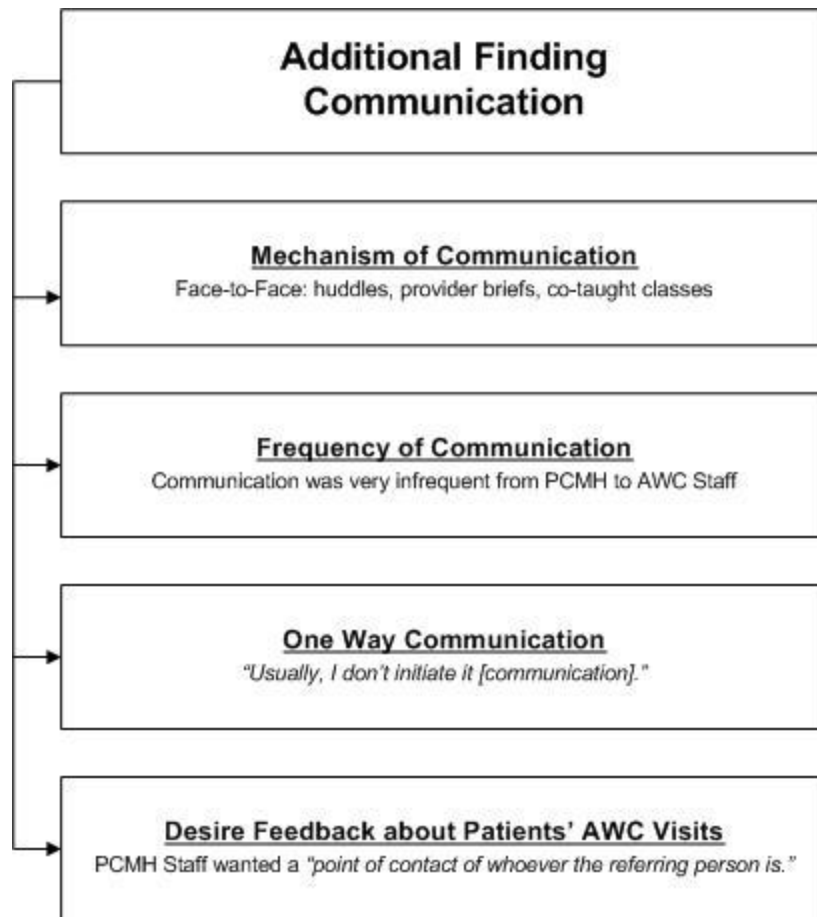 Additional Finding
Communication
Mechanism of Communication
Face-to-Face: huddles, provider briefs, co-taught classes
Frequency of Communication
Communication was very infrequent from PCMH to AWC Staff
One Way Communication
“Usually, I don’t initiate it [communication].”
Desire Feedback about Patients’ AWC Visits
PCMH Staff wanted a “point of contact of whoever the referring person is.”